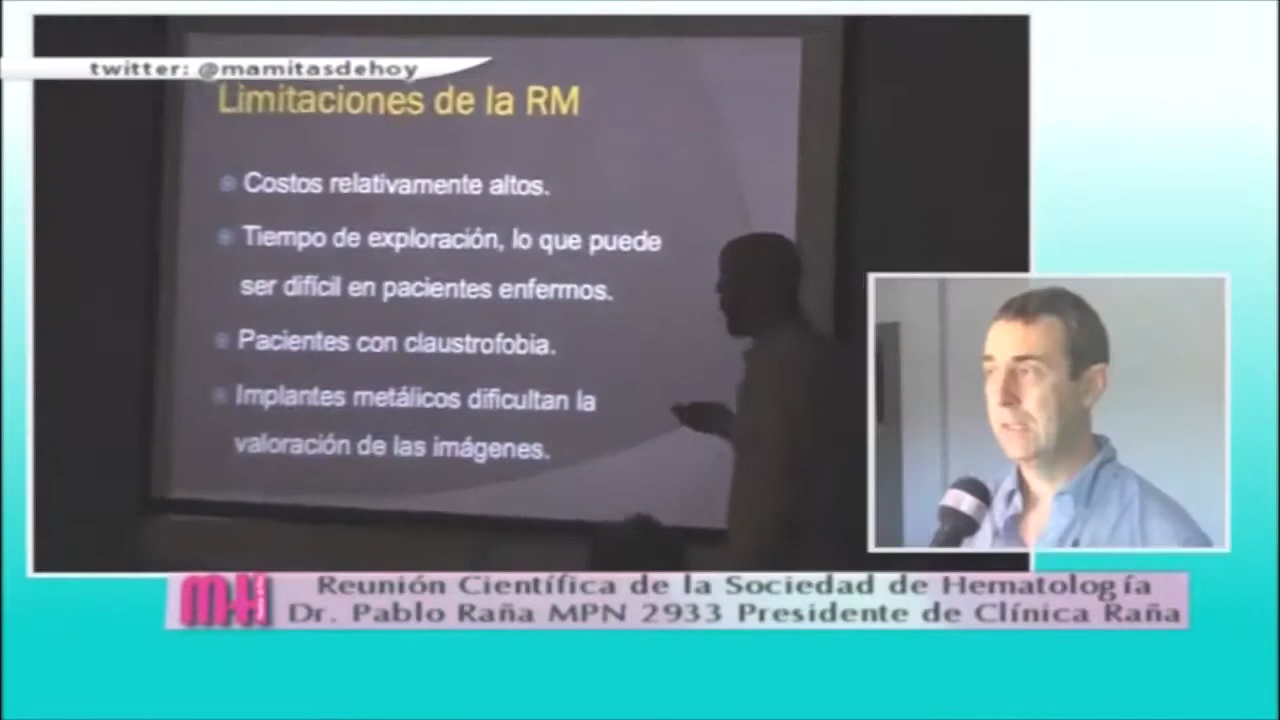 twitter: @mamitasdehoy
Limitaciones de la RM
Costos relativamente altos.
Tiempo de exploración, lo que puede
ser difícil en pacientes enfermos.
Pacientes con claustrofobia.
Implantes metálicos dificultan la
valoración de las imágenes.
MH
Reunión Científica de la Sociedad de Hematología
Dr. Pablo Raña MPN 2933 Presidente de Clínica Raña